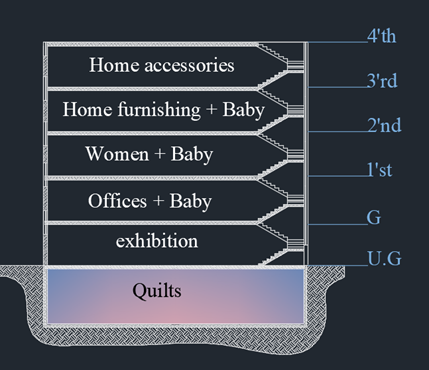 4'th
Home accessories
3'rd
Home furnishing + Baby
2'nd
Women + Baby
1'st
Offices + Baby
G
exhibition
U.G
Quilts